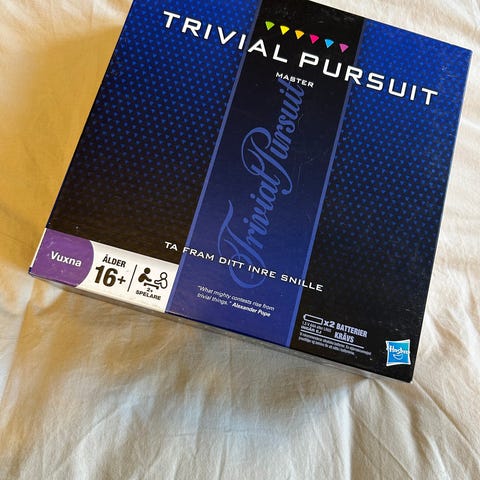 TRIVIAL PURSUIT
MASTER
Trivial Pursuit
TA FRAM DITT INRE SNILLE
Vuxna
ÅLDER
16+
2+
SPELARE
"What mighty contests rise from
trivial things." Alexander Pope
x2 BATTERIER
KRÄVS
Hasbro